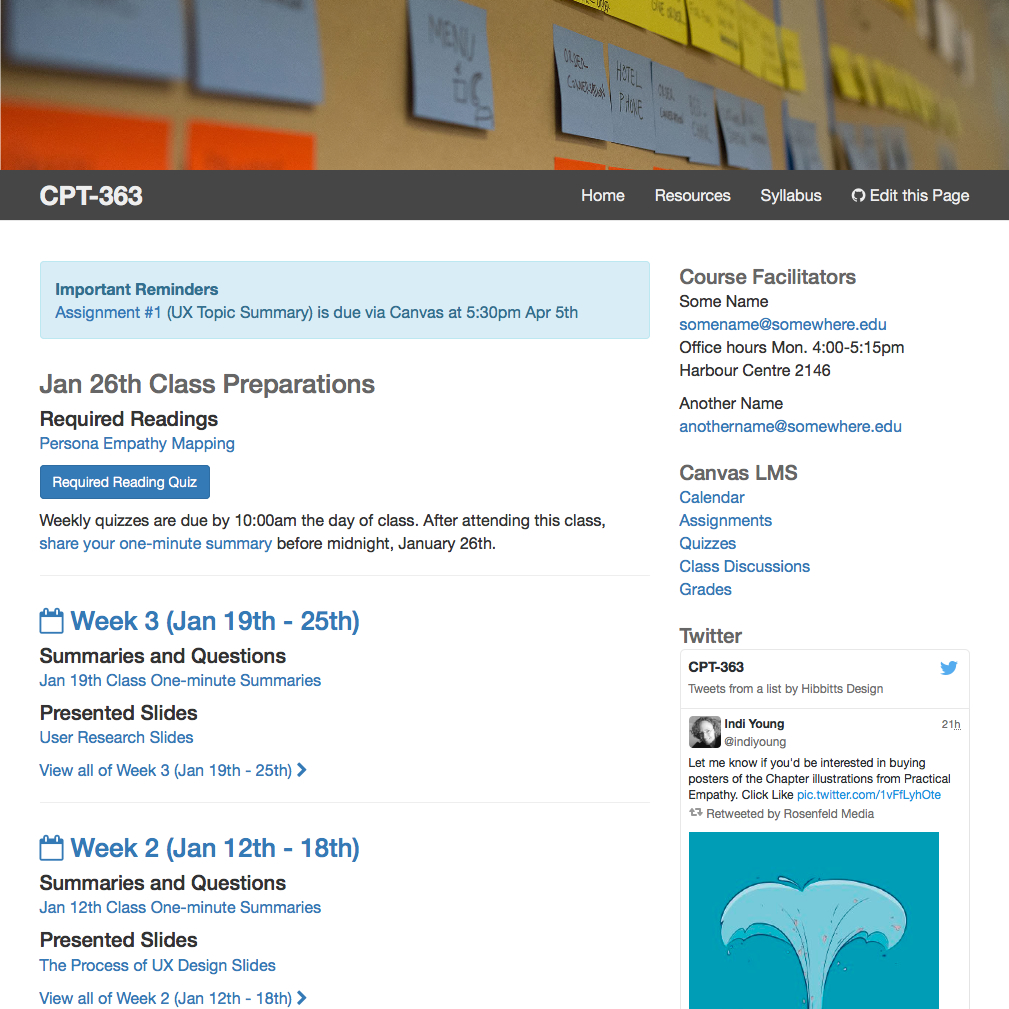 MENU
ORDER-
HOTEL
PHONE
CPT-363
Home
Resources
Syllabus
Edit this Page
Important Reminders
Assignment #1 (UX Topic Summary) is due via Canvas at 5:30pm Apr 5th
Jan 26th Class Preparations
Required Readings
Persona Empathy Mapping
Required Reading Quiz
Weekly quizzes are due by 10:00am the day of class. After attending this class,
share your one-minute summary before midnight, January 26th.
Week 3 (Jan 19th - 25th)
Summaries and Questions
Jan 19th Class One-minute Summaries
Presented Slides
User Research Slides
View all of Week 3 (Jan 19th - 25th)
Week 2 (Jan 12th - 18th)
Summaries and Questions
Jan 12th Class One-minute Summaries
Presented Slides
The Process of UX Design Slides
View all of Week 2 (Jan 12th - 18th)
Course Facilitators
Some Name
somename@somewhere.edu
Office hours Mon. 4:00-5:15pm
Harbour Centre 2146
Another Name
anothername@somewhere.edu
Canvas LMS
Calendar
Assignments
Quizzes
Class Discussions
Grades
Twitter
CPT-363
Tweets from a list by Hibbitts Design
Indi Young
21h
@indiyoung
Let me know if you'd be interested in buying
posters of the Chapter illustrations from Practical
Empathy. Click Like pic.twitter.com/1vFfLyhOte
Retweeted by Rosenfeld Media